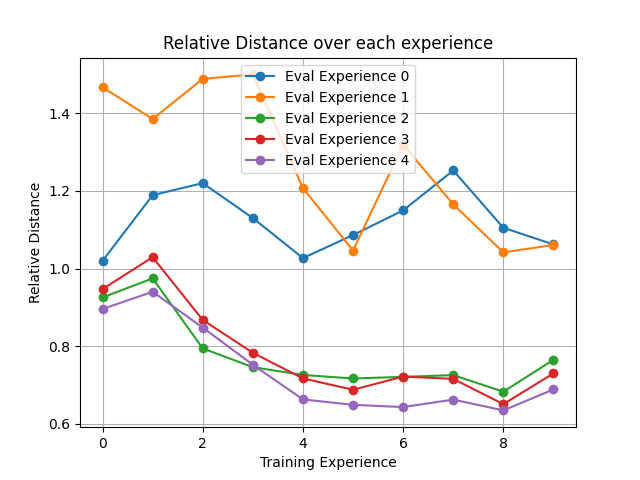 Relative Distance over each experience
Eval Experience 0
Eval Experience 1
Eval Experience 2
Eval Experience 3
Eval Experience 4
Relative Distance
1.4
1.2
1.0
0.8
0.6
0 2 4 6 8
Training Experience